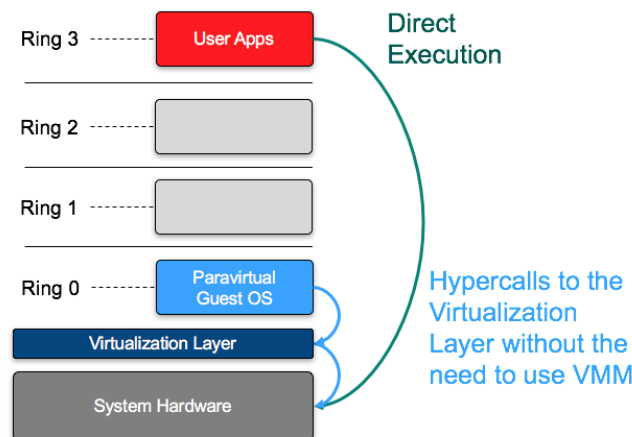 Ring 3
User Apps
Direct
Execution
Ring 2
Ring 1
Ring 0
Paravirtual
Guest OS
Hypercalls to the
Virtualization
Layer without the
need to use VMM
Virtualization Layer
System Hardware